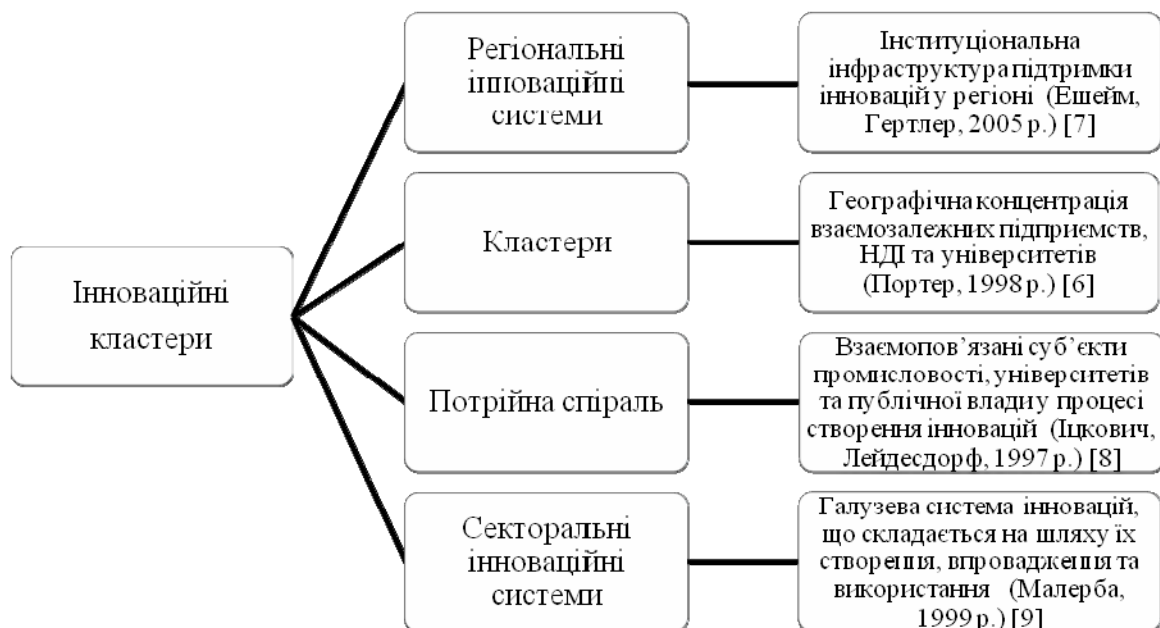 Інноваційні
кластери
Регіональні
інноваційні
системи
Інституціональна
інфраструктура підтримки
інновацій у регіоні (Ешейм,
Гертлер, 2005 р.) [7]
Кластери
Географічна концентрація
взаємозалежних підприємств,
НДІ та університетів
(Портер, 1998 р.) [6]
Потрійна спіраль
Взаємопов’язані суб’єкти
промисловості, університетів
та публічної влади у процесі
створення інновацій (Іцкович,
Лейдесдорф, 1997 р.) [8]
Секторальні
інноваційні
системи
Галузева система інновацій,
що складається на шляху їх
створення, впровадження та
використання (Малерба,
1999 р.) [9]